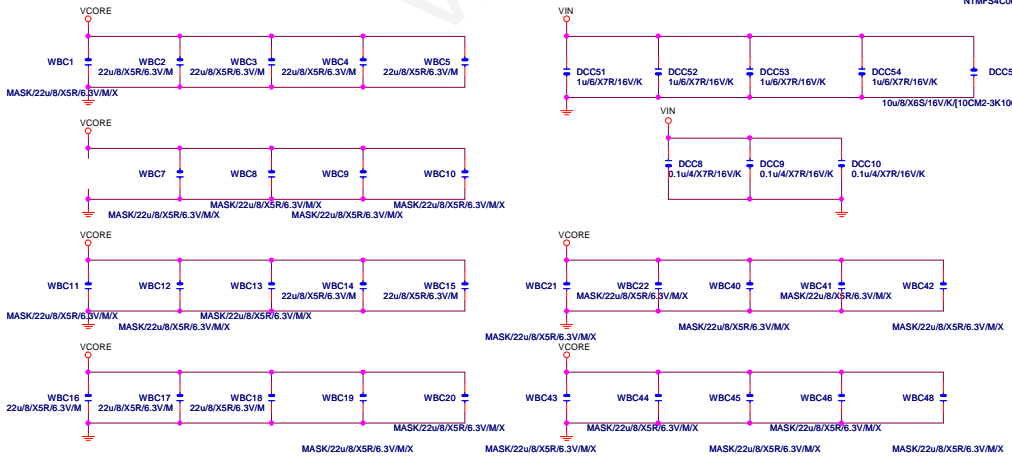 NTMFS4C0
VCORE
WBC1
WBC2
22u/8/X5R/6.3V/M
WBC3
22u/8/X5R/6.3V/M
WBC4
22u/8/X5R/6.3V/M
WBC5
22u/8/X5R/6.3V/M
MASK/22u/8/X5R/6.3V/M/X
VIN
DCC51
1u/6/X7R/16V/K
DCC52
1u/6/X7R/16V/K
DCC53
1u/6/X7R/16V/K
DCC54
1u/6/X7R/16V/K
DCC5
10u/8/X6S/16V/K/[10CM2-3K10
VCORE
WBC7
WBC8
WBC9
WBC10
MASK/22u/8/X5R/6.3V/M/X
MASK/22u/8/X5R/6.3V/M/X
MASK/22u/8/X5R/6.3V/M/X
MASK/22u/8/X5R/6.3V/M/X
VIN
DCC8
0.1u/4/X7R/16V/K
DCC9
0.1u/4/X7R/16V/K
DCC10
0.1u/4/X7R/16V/K
VCORE
WBC11
WBC12
WBC13
WBC14
22u/8/X5R/6.3V/M
WBC15
22u/8/X5R/6.3V/M
MASK/22u/8/X5R/6.3V/M/X
MASK/22u/8/X5R/6.3V/M/X
MASK/22u/8/X5R/6.3V/M/X
VCORE
WBC21
WBC22
MASK/22u/8/X5R/6.3V/M/X
WBC40
WBC41
MASK/22u/8/X5R/6.3V/M/X
WBC42
MASK/22u/8/X5R/6.3V/M/X
MASK/22u/8/X5R/6.3V/M/X
MASK/22u/8/X5R/6.3V/M/X
VCORE
WBC16
22u/8/X5R/6.3V/M
WBC17
22u/8/X5R/6.3V/M
WBC18
22u/8/X5R/6.3V/M
WBC19
WBC20
MASK/22u/8/X5R/6.3V/M/X
MASK/22u/8/X5R/6.3V/M/X
VCORE
WBC43
WBC44
WBC45
WBC46
WBC48
MASK/22u/8/X5R/6.3V/M/X
MASK/22u/8/X5R/6.3V/M/X
MASK/22u/8/X5R/6.3V/M/X
MASK/22u/8/X5R/6.3V/M/X
MASK/22u/8/X5R/6.3V/M/X